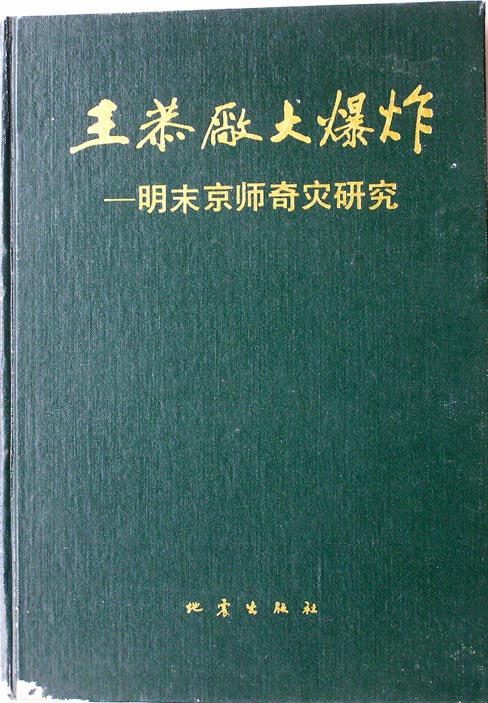 王恭厰大爆炸
—明末京师奇灾研究
地震出版社